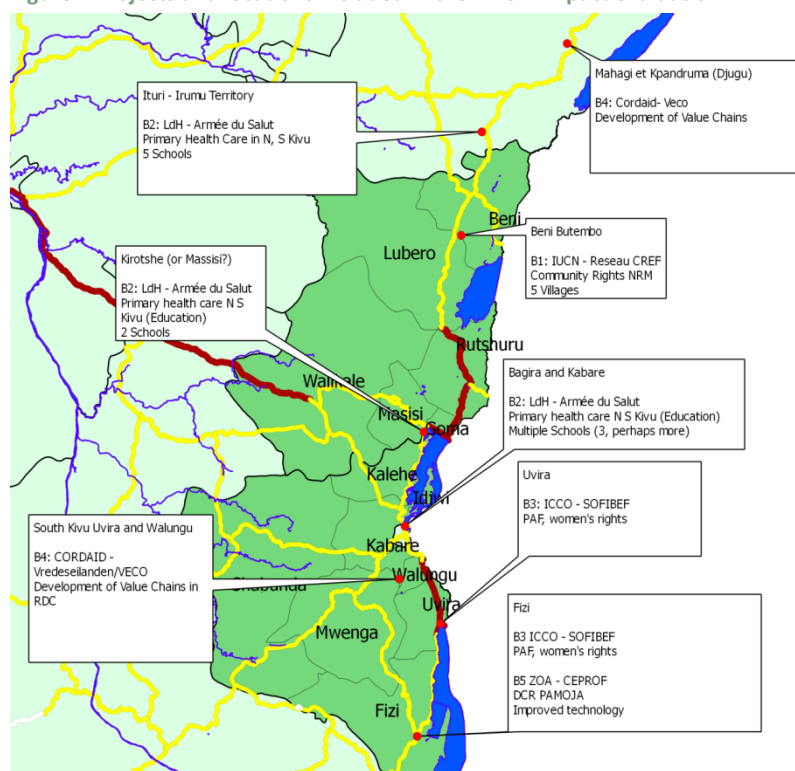 Mahagi et Kpandruma (Djugu)
B4: Cordaid- Veco
Development of Value Chains
Ituri - Irumu Territory
B2: LdH - Armée du Salut
Primary Health Care in N, S Kivu
5 Schools
Beni
Lubero
Beni Butembo
B1: IUCN - Reseau CREF
Community Rights NRM
5 Villages
Kirotshe (or Massisi?)
B2: LdH - Armée du Salut
Primary health care N S
Kivu (Education)
2 Schools
Rutshuru
Walikale
Bagira and Kabare
B2: LdH - Armée du Salut
Primary health care N S Kivu (Education)
Multiple Schools (3, perhaps more)
Masisi
Goma
Kalehe
Idjwi
Uvira
B3: ICCO - SOFIBEF
PAF, women's rights
South Kivu Uvira and Walungu
B4: CORDAID -
Vredeseilanden/VECO
Development of Value Chains in
RDC
Kabare
Walungu
Uvira
Mwenga
Fizi
Fizi
B3 ICCO - SOFIBEF
PAF, women's rights
B5 ZOA - CEPROF
DCR PAMOJA
Improved technology